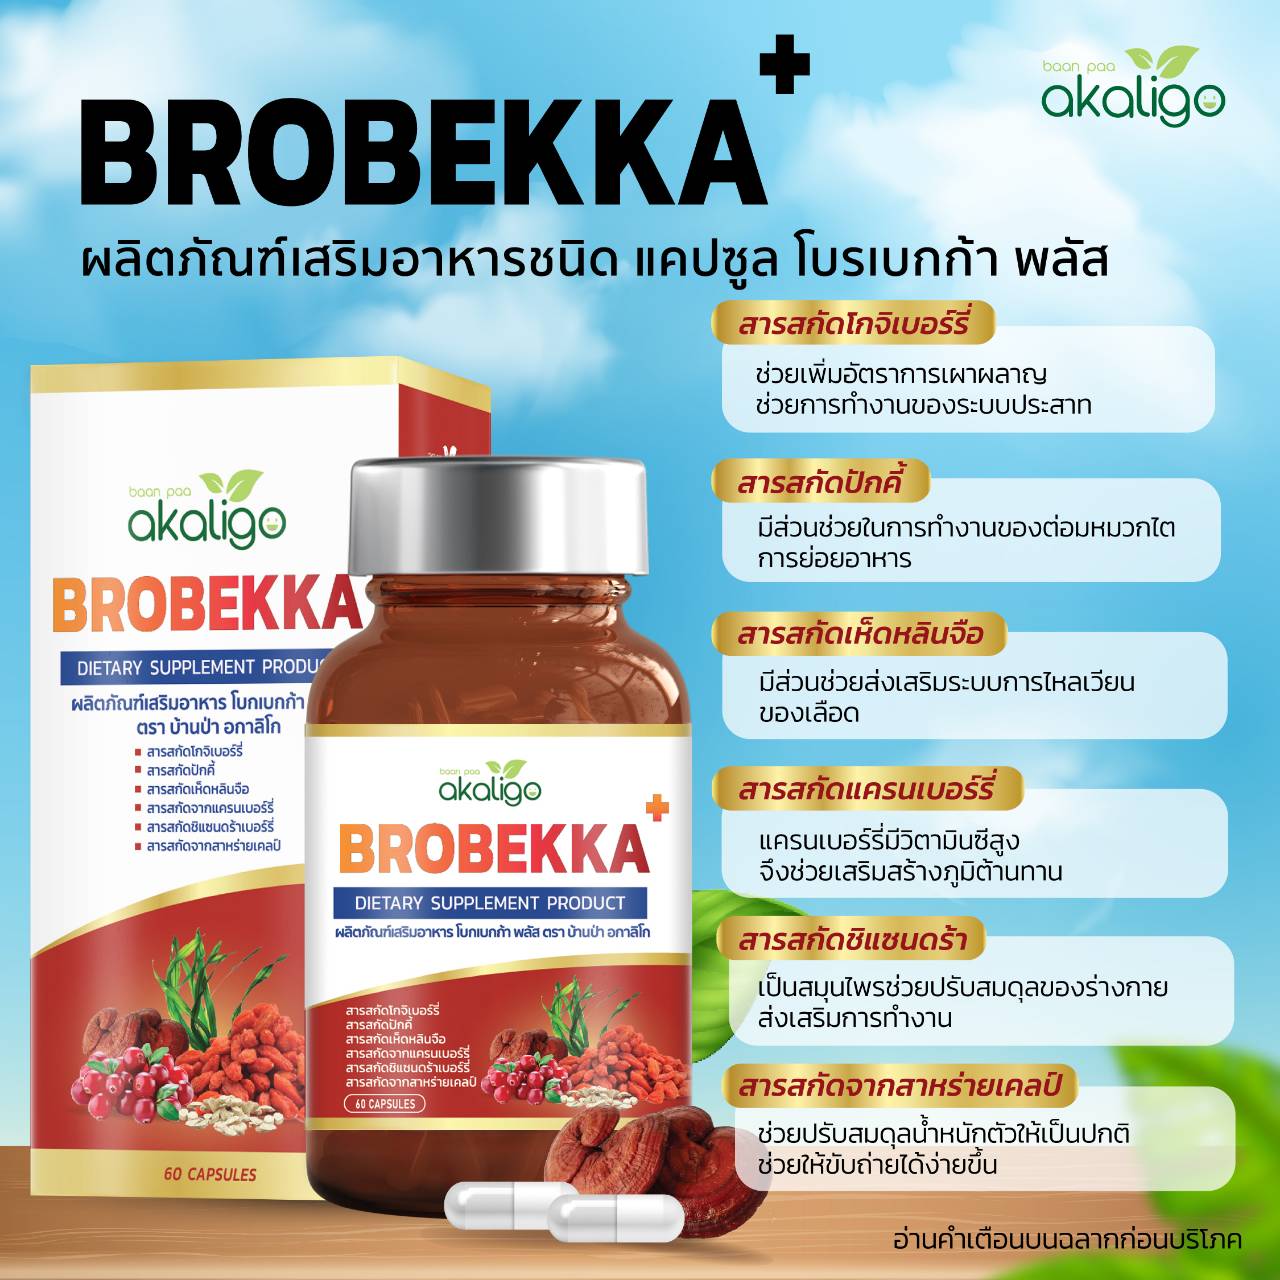 BROBEKKA+
baan paa
akaligo
ผลิตภัณฑ์เสริมอาหารชนิด แคปซูล โบรเบกก้า พลัส
สารสกัดโกจิเบอร์รี่
ช่วยเพิ่มอัตราการเผาผลาญ
ช่วยการทำงานของระบบประสาท
สารสกัดปักคี้
มีส่วนช่วยในการทำงานของต่อมหมวกไต
การย่อยอาหาร
สารสกัดเห็ดหลินจือ
มีส่วนช่วยส่งเสริมระบบการไหลเวียน
ของเลือด
สารสกัดแครนเบอร์รี่
แครนเบอร์รี่มีวิตามินซีสูง
จึงช่วยเสริมสร้างภูมิต้านทาน
สารสกัดชิแซนดร้า
เป็นสมุนไพรช่วยปรับสมดุลของร่างกาย
ส่งเสริมการทำงาน
สารสกัดจากสาหร่ายเคลป์
ช่วยปรับสมดุลน้ำหนักตัวให้เป็นปกติ
ช่วยให้ขับถ่ายได้ง่ายขึ้น
อ่านคำเตือนบนฉลากก่อนบริโภค
baan paa
akaligo
BROBEKKA
DIETARY SUPPLEMENT PRODUC
ผลิตภัณฑ์เสริมอาหาร โบกเบกก้า
ตรา บ้านป่า อกาลิโก
สารสกัดโกจิเบอร์รี่
สารสกัดปักคี้
สารสกัดเห็ดหลินจือ
สารสกัดจากแครนเบอร์รี่
สารสกัดชิแซนดร้าเบอร์รี่
สารสกัดจากสาหร่ายเคลป์
60 CAPSULES
baan paa
akaligo
BROBEKKA+
DIETARY SUPPLEMENT PRODUCT
ผลิตภัณฑ์เสริมอาหาร โบกเบกก้า พลัส ตรา บ้านป่า อกาลิโก
สารสกัดโกจิเบอร์รี่
สารสกัดปักคี้
สารสกัดเห็ดหลินจือ
สารสกัดจากแครนเบอร์รี่
สารสกัดชิแซนดร้าเบอร์รี่
สารสกัดจากสาหร่ายเคลป์
60 CAPSULES